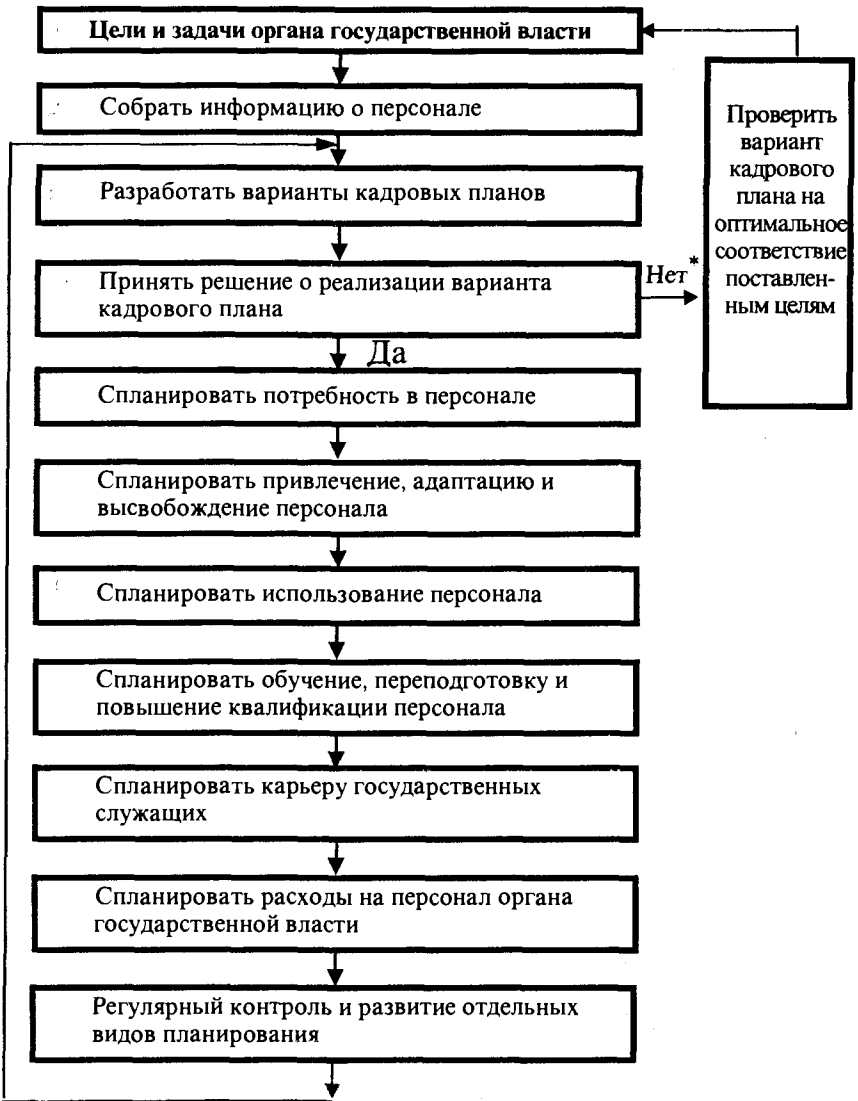 Цели и задачи органа государственной власти
Собрать информацию о персонале
Разработать варианты кадровых планов
Принять решение о реализации варианта
кадрового плана
Нет*
Проверить
вариант
кадрового
плана на
оптимальное
соответствие
поставлен-
ным целям
Да
Спланировать потребность в персонале
Спланировать привлечение, адаптацию и
высвобождение персонала
Спланировать использование персонала
Спланировать обучение, переподготовку и
повышение квалификации персонала
Спланировать карьеру государственных
служащих
Спланировать расходы на персонал органа
государственной власти
Регулярный контроль и развитие отдельных
видов планирования